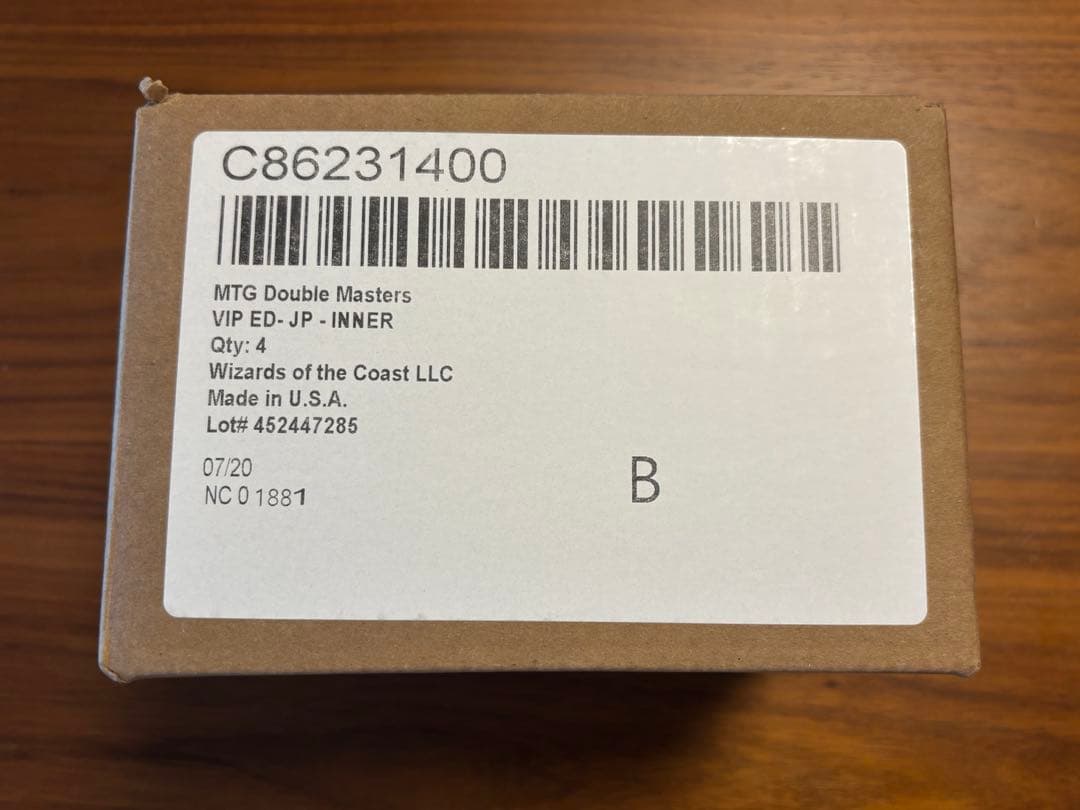 C86231400
MTG Double Masters
VIP ED- JP - INNER
Qty: 4
Wizards of the Coast LLC
Made in U.S.A.
Lot# 452447285
07/20
NC 0 1881
B